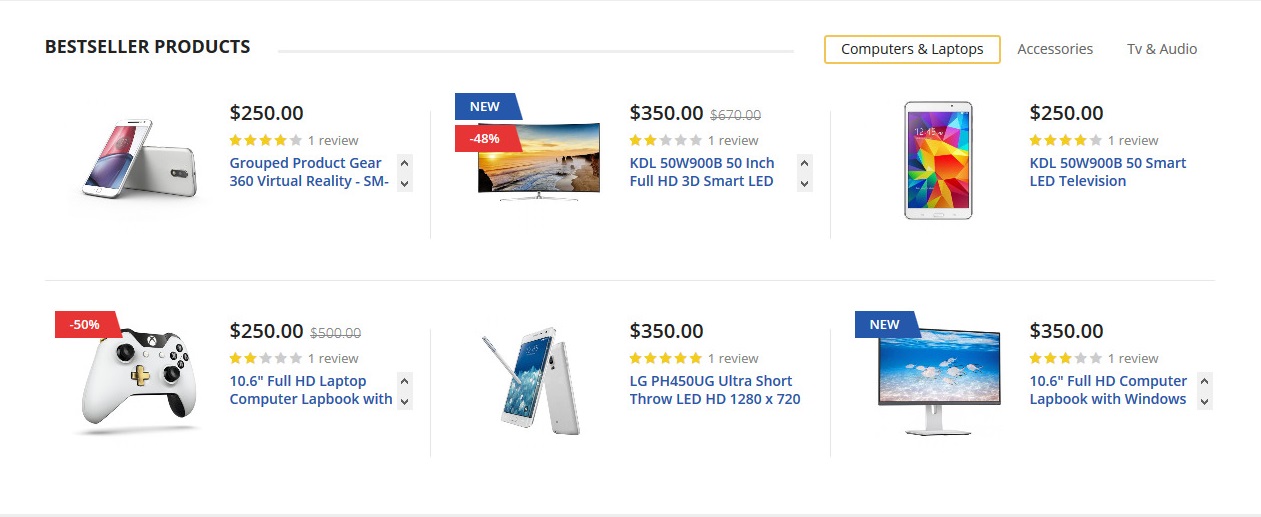 BESTSELLER PRODUCTS
Computers & Laptops
Accessories
Tv & Audio
$250.00
1 review
Grouped Product Gear
360 Virtual Reality - SM-
NEW
-48%
$350.00 $670.00
1 review
KDL 50W900B 50 Inch
Full HD 3D Smart LED
12:45
$250.00
1 review
KDL 50W900B 50 Smart
LED Television
-50%
$250.00 $500.00
1 review
10.6" Full HD Laptop
Computer Lapbook with
$350.00
1 review
LG PH450UG Ultra Short
Throw LED HD 1280 x 720
NEW
$350.00
1 review
10.6" Full HD Computer
Lapbook with Windows